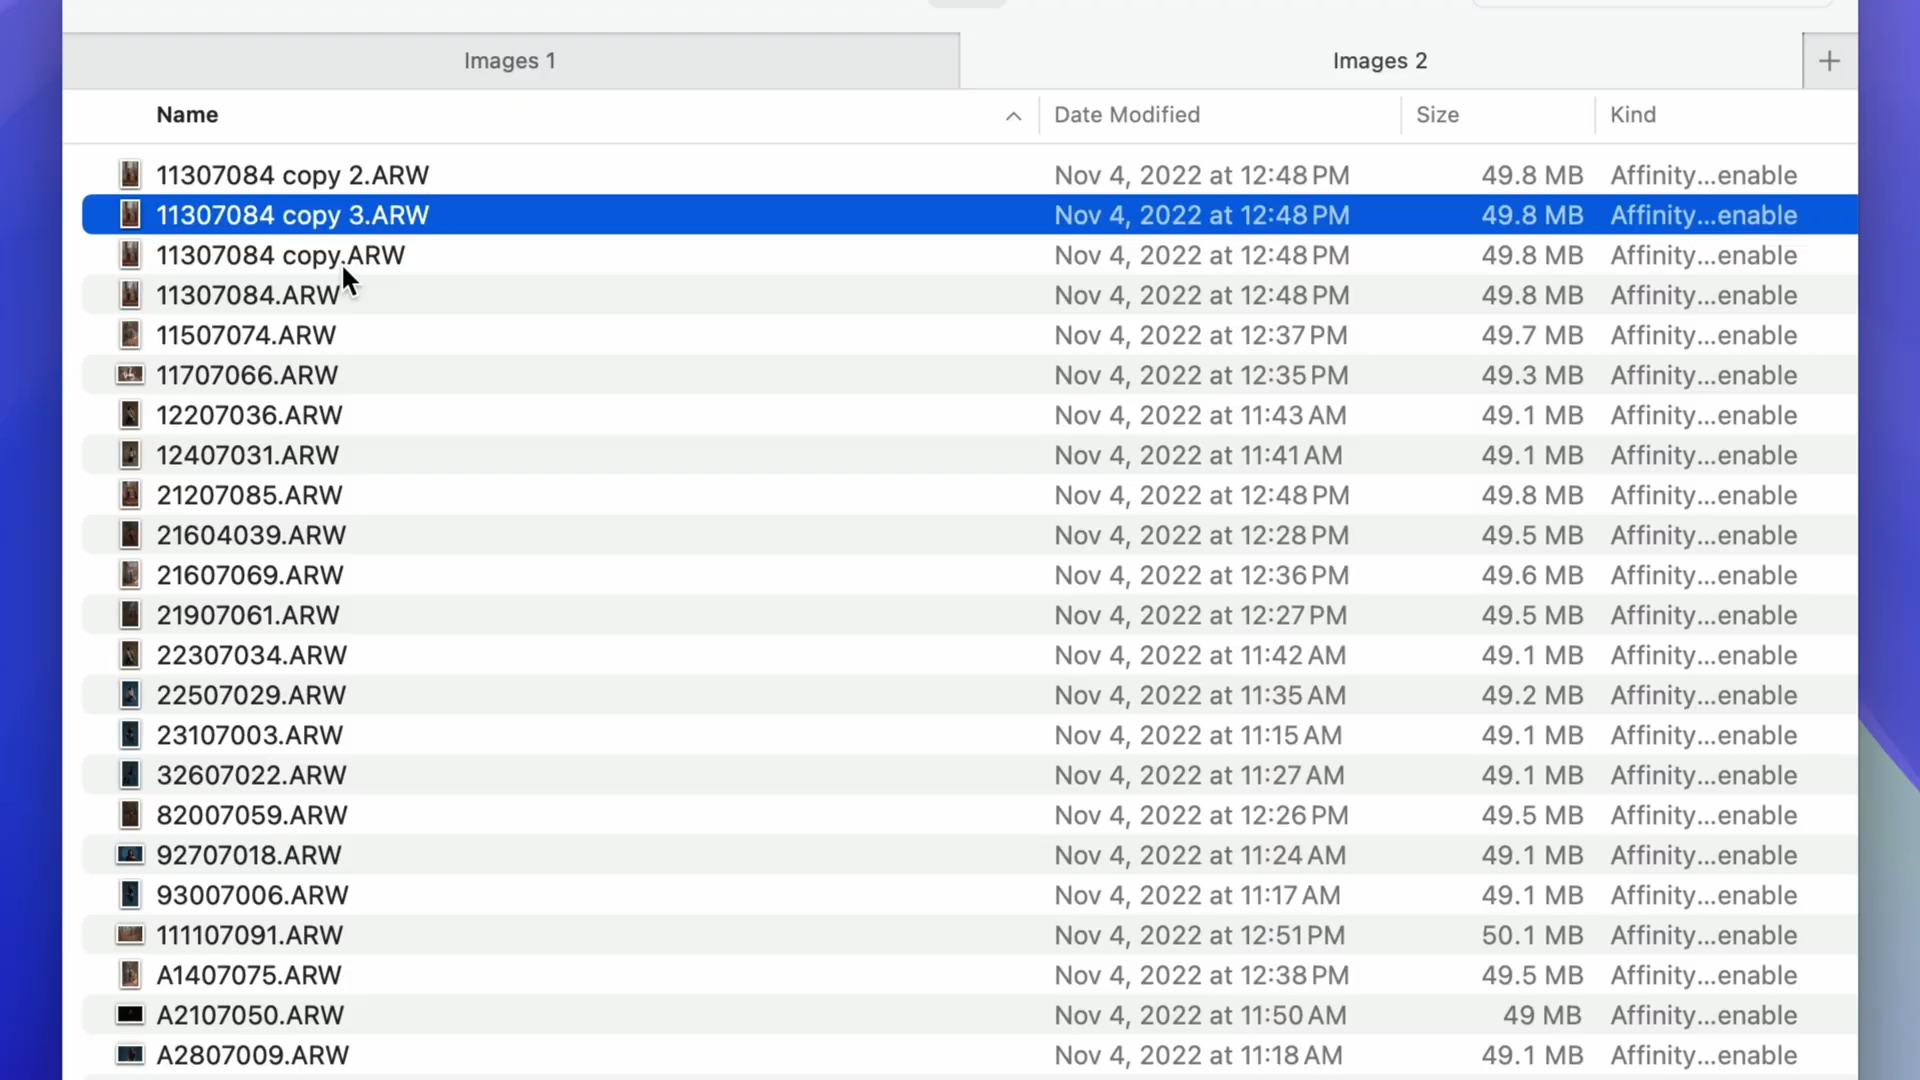 Images 1
Images 2
Name
Date Modified
Size
Kind
11307084 copy 2.ARW Nov 4, 2022 at 12:48 PM 49.8 MB Affinity...enable
11307084 copy 3.ARW Nov 4, 2022 at 12:48 PM 49.8 MB Affinity...enable
11307084 copy.ARW Nov 4, 2022 at 12:48 PM 49.8 MB Affinity...enable
11307084.ARW Nov 4, 2022 at 12:48 PM 49.8 MB Affinity...enable
11507074.ARW Nov 4, 2022 at 12:37 PM 49.7 MB Affinity...enable
11707066.ARW Nov 4, 2022 at 12:35 PM 49.3 MB Affinity...enable
12207036.ARW Nov 4, 2022 at 11:43 AM 49.1 MB Affinity...enable
12407031.ARW Nov 4, 2022 at 11:41 AM 49.1 MB Affinity...enable
21207085.ARW Nov 4, 2022 at 12:48 PM 49.8 MB Affinity...enable
21604039.ARW Nov 4, 2022 at 12:28 PM 49.5 MB Affinity...enable
21607069.ARW Nov 4, 2022 at 12:36 PM 49.6 MB Affinity...enable
21907061.ARW Nov 4, 2022 at 12:27 PM 49.5 MB Affinity...enable
22307034.ARW Nov 4, 2022 at 11:42 AM 49.1 MB Affinity...enable
22507029.ARW Nov 4, 2022 at 11:35 AM 49.2 MB Affinity...enable
23107003.ARW Nov 4, 2022 at 11:15 AM 49.1 MB Affinity...enable
32607022.ARW Nov 4, 2022 at 11:27 AM 49.1 MB Affinity...enable
82007059.ARW Nov 4, 2022 at 12:26 PM 49.5 MB Affinity...enable
92707018.ARW Nov 4, 2022 at 11:24 AM 49.1 MB Affinity...enable
93007006.ARW Nov 4, 2022 at 11:17 AM 49.1 MB Affinity...enable
111107091.ARW Nov 4, 2022 at 12:51 PM 50.1 MB Affinity...enable
A1407075.ARW Nov 4, 2022 at 12:38 PM 49.5 MB Affinity...enable
A2107050.ARW Nov 4, 2022 at 11:50 AM 49 MB Affinity...enable
A2807009.ARW Nov 4, 2022 at 11:18 AM 49.1 MB Affinity...enable